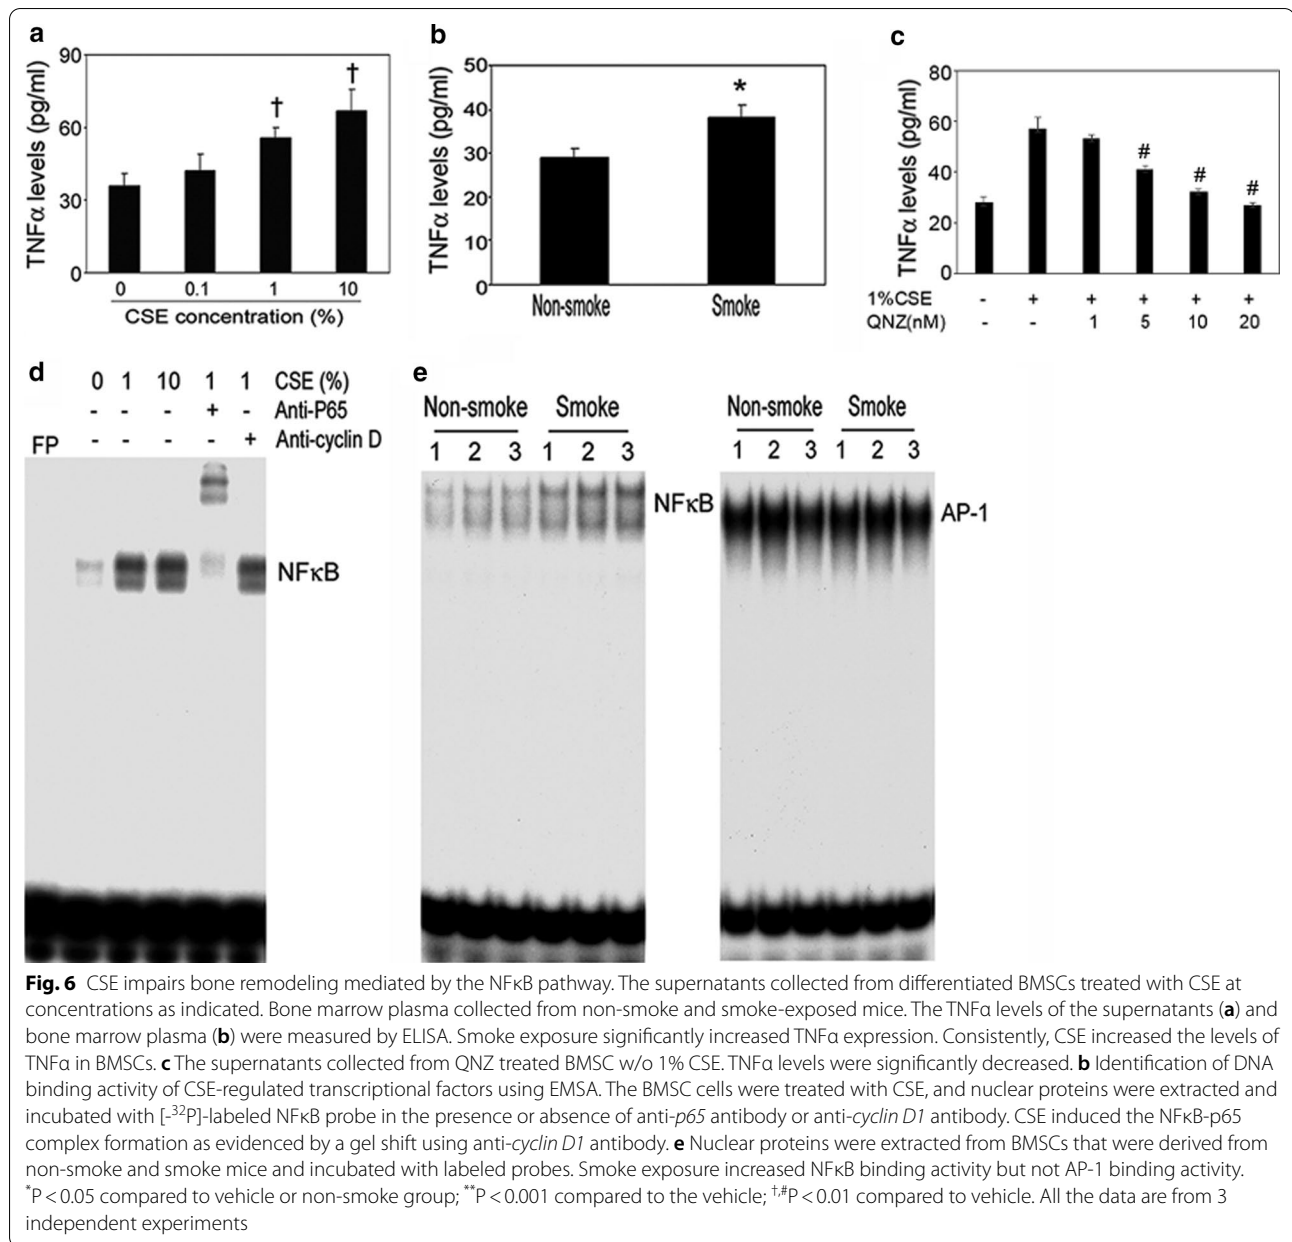 a
90
60
30
0
TNFα levels (pg/ml)
†
†
0 0.1 1 10
CSE concentration (%)
b
50
40
30
20
10
0
TNFα levels (pg/ml)
*
Non-smoke Smoke
c
80
60
40
20
0
TNFα levels (pg/ml)
#
#
#
1%CSE - + + + + +
QNZ(nM) - - 1 5 10 20
d
0 1 10 1 1 CSE (%)
- - - + - Anti-P65
FP - - - - + Anti-cyclin D
NFκB
e
Non-smoke Smoke
1 2 3 1 2 3
NFκB
Non-smoke Smoke
1 2 3 1 2 3
AP-1
Fig. 6 CSE impairs bone remodeling mediated by the NFκB pathway. The supernatants collected from differentiated BMSCs treated with CSE at
concentrations as indicated. Bone marrow plasma collected from non-smoke and smoke-exposed mice. The TNFα levels of the supernatants (a) and
bone marrow plasma (b) were measured by ELISA. Smoke exposure significantly increased TNFα expression. Consistently, CSE increased the levels of
TNFα in BMSCs. c The supernatants collected from QNZ treated BMSC w/o 1% CSE. TNFα levels were significantly decreased. b Identification of DNA
binding activity of CSE-regulated transcriptional factors using EMSA. The BMSC cells were treated with CSE, and nuclear proteins were extracted and
incubated with [-32P]-labeled NFκB probe in the presence or absence of anti-p65 antibody or anti-cyclin D1 antibody. CSE induced the NFκB-p65
complex formation as evidenced by a gel shift using anti-cyclin D1 antibody. e Nuclear proteins were extracted from BMSCs that were derived from
non-smoke and smoke mice and incubated with labeled probes. Smoke exposure increased NFκB binding activity but not AP-1 binding activity.
*P < 0.05 compared to vehicle or non-smoke group; **P < 0.001 compared to the vehicle; †,#P < 0.01 compared to vehicle. All the data are from 3
independent experiments